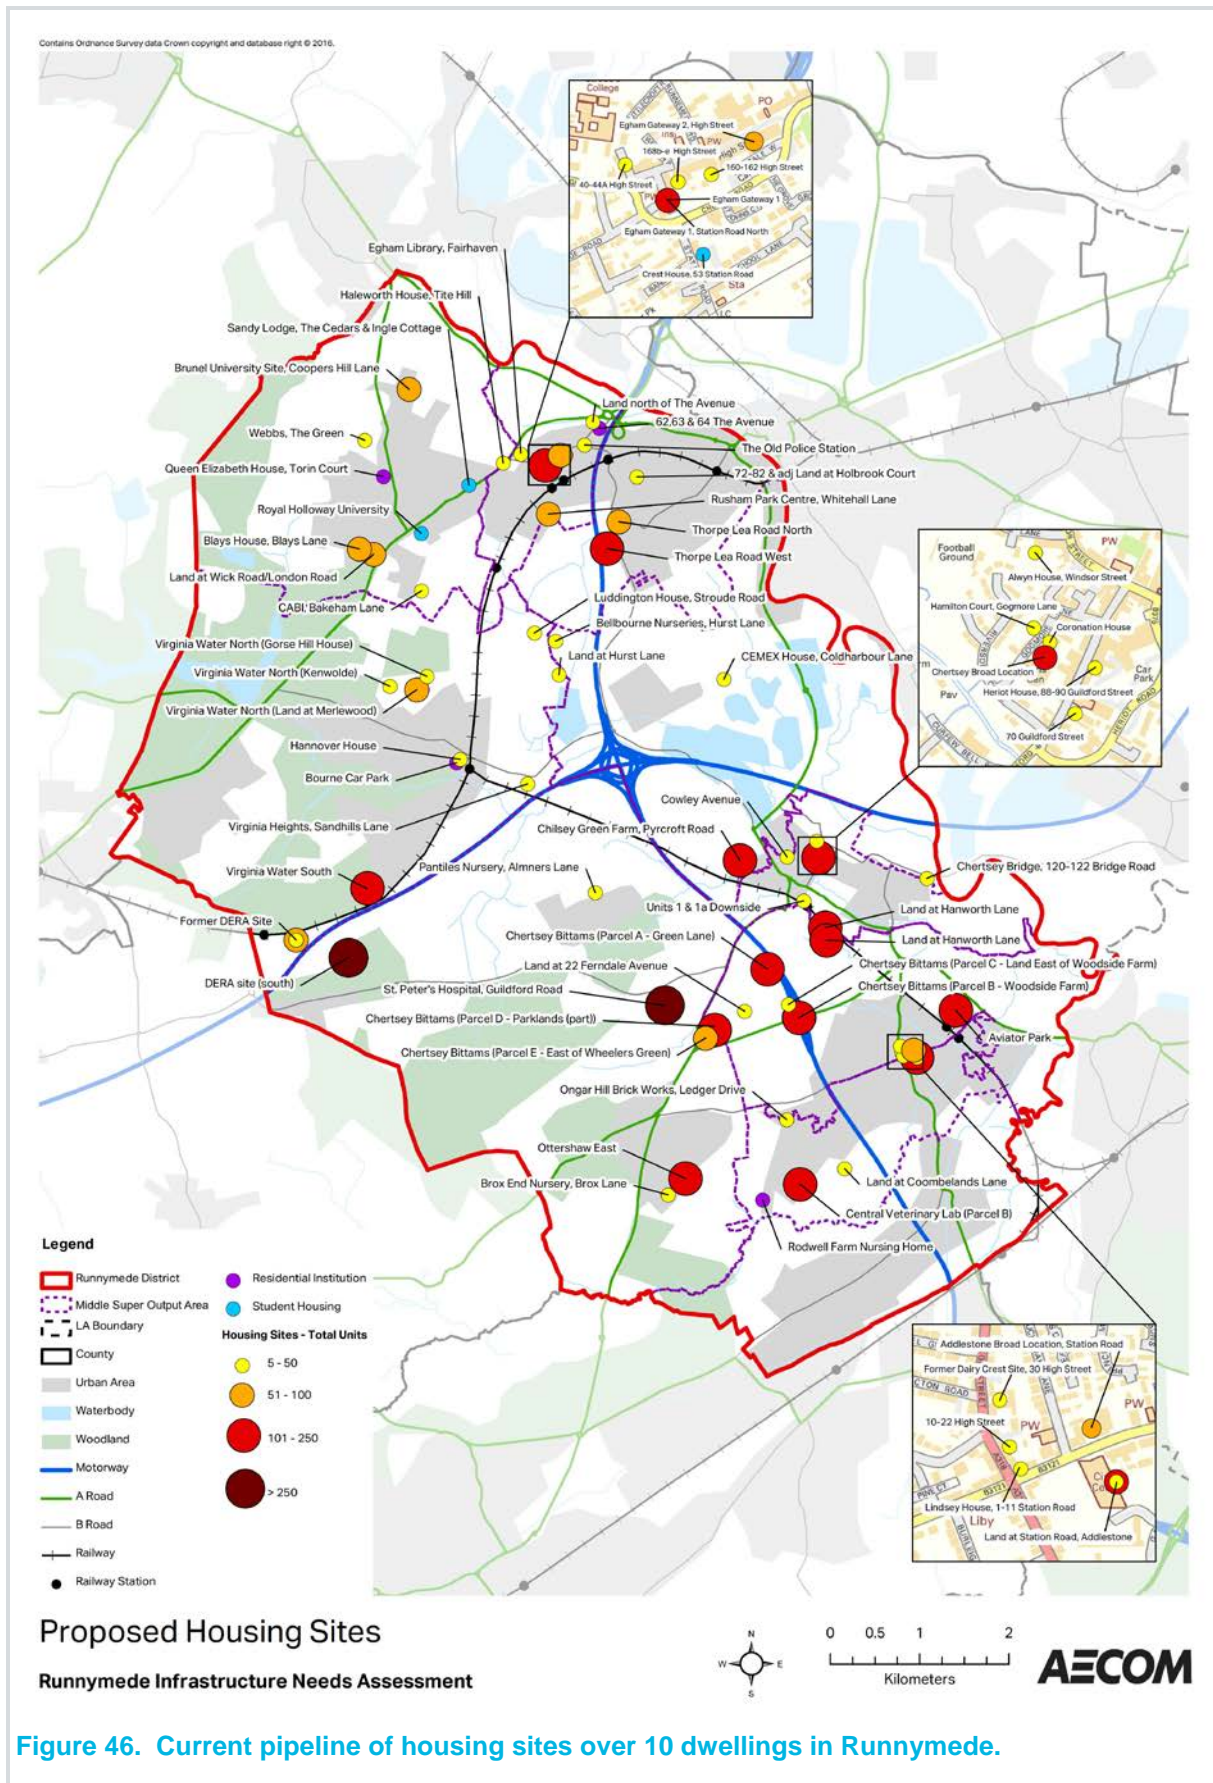 Contains Ordnance Survey data Crown copyright and database right © 2016.
College
PO
Egham Gateway 2, High Street
PW
168b-e High Street
160-162 High Street
40-44A High Street
Egham Gateway 1
Egham Gateway 1, Station Road North
Crest House, 53 Station Road
Sta
LC
Egham Library, Fairhaven
Haleworth House, Tite Hill
Sandy Lodge, The Cedars & Ingle Cottage
Brunel University Site, Coopers Hill Lane
Land north of The Avenue
62,63 & 64 The Avenue
Webbs, The Green
The Old Police Station
Queen Elizabeth House, Torin Court
72-82 & adj Land at Holbrook Court
Rusham Park Centre, Whitehall Lane
Royal Holloway University
Thorpe Lea Road North
Blays House, Blays Lane
Thorpe Lea Road West
Land at Wick Road/London Road
Luddington House, Stroude Road
CABI, Bakeham Lane
Bellbourne Nurseries, Hurst Lane
Virginia Water North (Gorse Hill House)
Land at Hurst Lane
CEMEX House, Coldharbour Lane
Virginia Water North (Kenwolde)
Virginia Water North (Land at Merlewood)
Football
Ground
PW
Alwyn House, Windsor Street
Hamilton Court, Gogmore Lane
Coronation House
Chertsey Broad Location
Car
Park
Pav
Heriot House, 88-90 Guildford Street
70 Guildford Street
HERIOT ROAD
Hannover House
Bourne Car Park
Cowley Avenue
Virginia Heights, Sandhills Lane
Chilsey Green Farm, Pyrcroft Road
Virginia Water South
Pantiles Nursery, Almners Lane
Chertsey Bridge, 120-122 Bridge Road
Units 1 & 1a Downside
Land at Hanworth Lane
Former DERA Site
Chertsey Bittams (Parcel A - Green Lane)
Land at Hanworth Lane
Land at 22 Ferndale Avenue
Chertsey Bittams (Parcel C - Land East of Woodside Farm)
DERA site (south)
St. Peter's Hospital, Guildford Road
Chertsey Bittams (Parcel B - Woodside Farm)
Chertsey Bittams (Parcel D - Parklands (part))
Aviator Park
Chertsey Bittams (Parcel E - East of Wheelers Green)
Ongar Hill Brick Works, Ledger Drive
Ottershaw East
Brox End Nursery, Brox Lane
Land at Coombelands Lane
Central Veterinary Lab (Parcel B)
Rodwell Farm Nursing Home
Addlestone Broad Location, Station Road
Former Dairy Crest Site, 30 High Street
PW
10-22 High Street
PW
B3121
B3121
Lindsey House, 1-11 Station Road
Liby
Land at Station Road, Addlestone
Legend
Runnymede District
Middle Super Output Area
LA Boundary
County
Urban Area
Waterbody
Woodland
Motorway
A Road
B Road
Railway
Railway Station
Residential Institution
Student Housing
Housing Sites - Total Units
5 - 50
51 - 100
101 - 250
> 250
Proposed Housing Sites
Runnymede Infrastructure Needs Assessment
N
W E
S
0 0.5 1 2
Kilometers
AECOM
Figure 46. Current pipeline of housing sites over 10 dwellings in Runnymede.